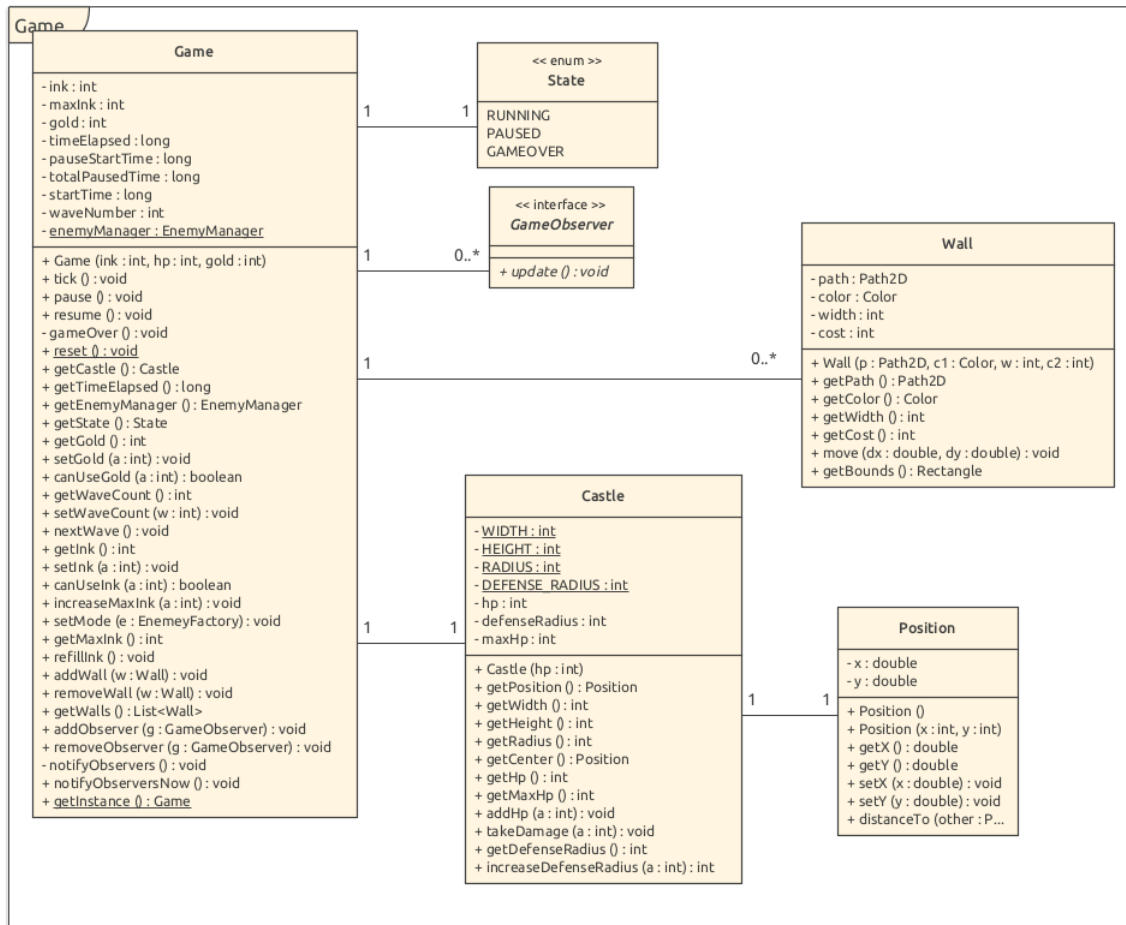 Game
Game
- ink : int
- maxInk : int
- gold : int
- timeElapsed : long
- pauseStartTime : long
- totalPausedTime : long
- startTime : long
- waveNumber : int
- enemyManager : EnemyManager
+ Game (ink : int, hp : int, gold : int)
+ tick () : void
+ pause () : void
+ resume () : void
- gameOver () : void
+ reset () : void
+ getCastle () : Castle
+ getTimeElapsed () : long
+ getEnemyManager () : EnemyManager
+ getState () : State
+ getGold () : int
+ setGold (a : int) : void
+ canUseGold (a : int) : boolean
+ getWaveCount () : int
+ setWaveCount (w : int) : void
+ nextWave () : void
+ getInk () : int
+ setInk (a : int) : void
+ canUseInk (a : int) : boolean
+ increaseMaxInk (a : int) : void
+ setMode (e : EnemeyFactory) : void
+ getMaxInk () : int
+ refillInk () : void
+ addWall (w : Wall) : void
+ removeWall (w : Wall) : void
+ getWalls () : List<Wall>
+ addObserver (g : GameObserver) : void
+ removeObserver (g : GameObserver) : void
- notifyObservers () : void
+ notifyObserversNow () : void
+ getInstance () : Game
1 1
<< enum >>
State
RUNNING
PAUSED
GAMEOVER
1 0..*
<< interface >>
GameObserver
+ update () : void
1 0..*
Wall
- path : Path2D
- color : Color
- width : int
- cost : int
+ Wall (p : Path2D, c1 : Color, w : int, c2 : int)
+ getPath () : Path2D
+ getColor () : Color
+ getWidth () : int
+ getCost () : int
+ move (dx : double, dy : double) : void
+ getBounds () : Rectangle
1 1
Castle
- WIDTH : int
- HEIGHT : int
- RADIUS : int
- DEFENSE_RADIUS : int
- hp : int
- defenseRadius : int
- maxHp : int
+ Castle (hp : int)
+ getPosition () : Position
+ getWidth () : int
+ getHeight () : int
+ getRadius () : int
+ getCenter () : Position
+ getHp () : int
+ getMaxHp () : int
+ addHp (a : int) : void
+ takeDamage (a : int) : void
+ getDefenseRadius () : int
+ increaseDefenseRadius (a : int) : int
1 1
Position
- x : double
- y : double
+ Position ()
+ Position (x : int, y : int)
+ getX () : double
+ getY () : double
+ setX (x : double) : void
+ setY (y : double) : void
+ distanceTo (other : P...